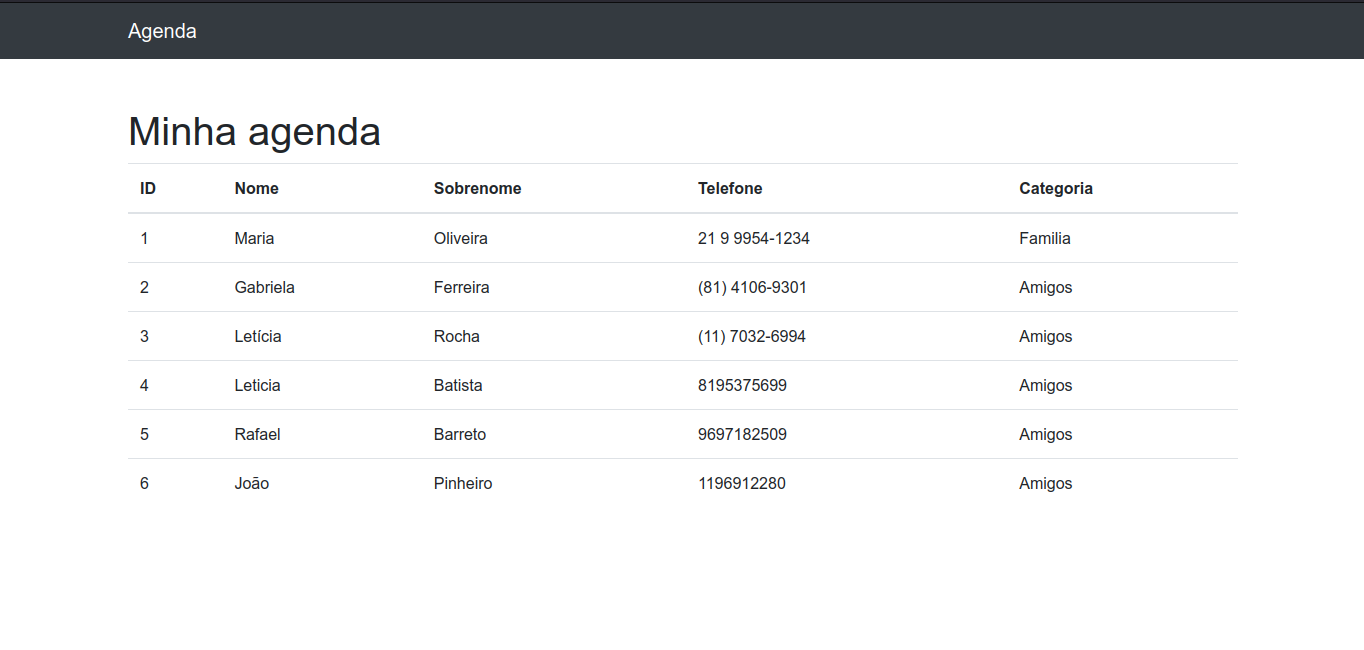 Agenda
Minha agenda
ID Nome Sobrenome Telefone Categoria
1 Maria Oliveira 21 9 9954-1234 Familia
2 Gabriela Ferreira (81) 4106-9301 Amigos
3 Letícia Rocha (11) 7032-6994 Amigos
4 Leticia Batista 8195375699 Amigos
5 Rafael Barreto 9697182509 Amigos
6 João Pinheiro 1196912280 Amigos